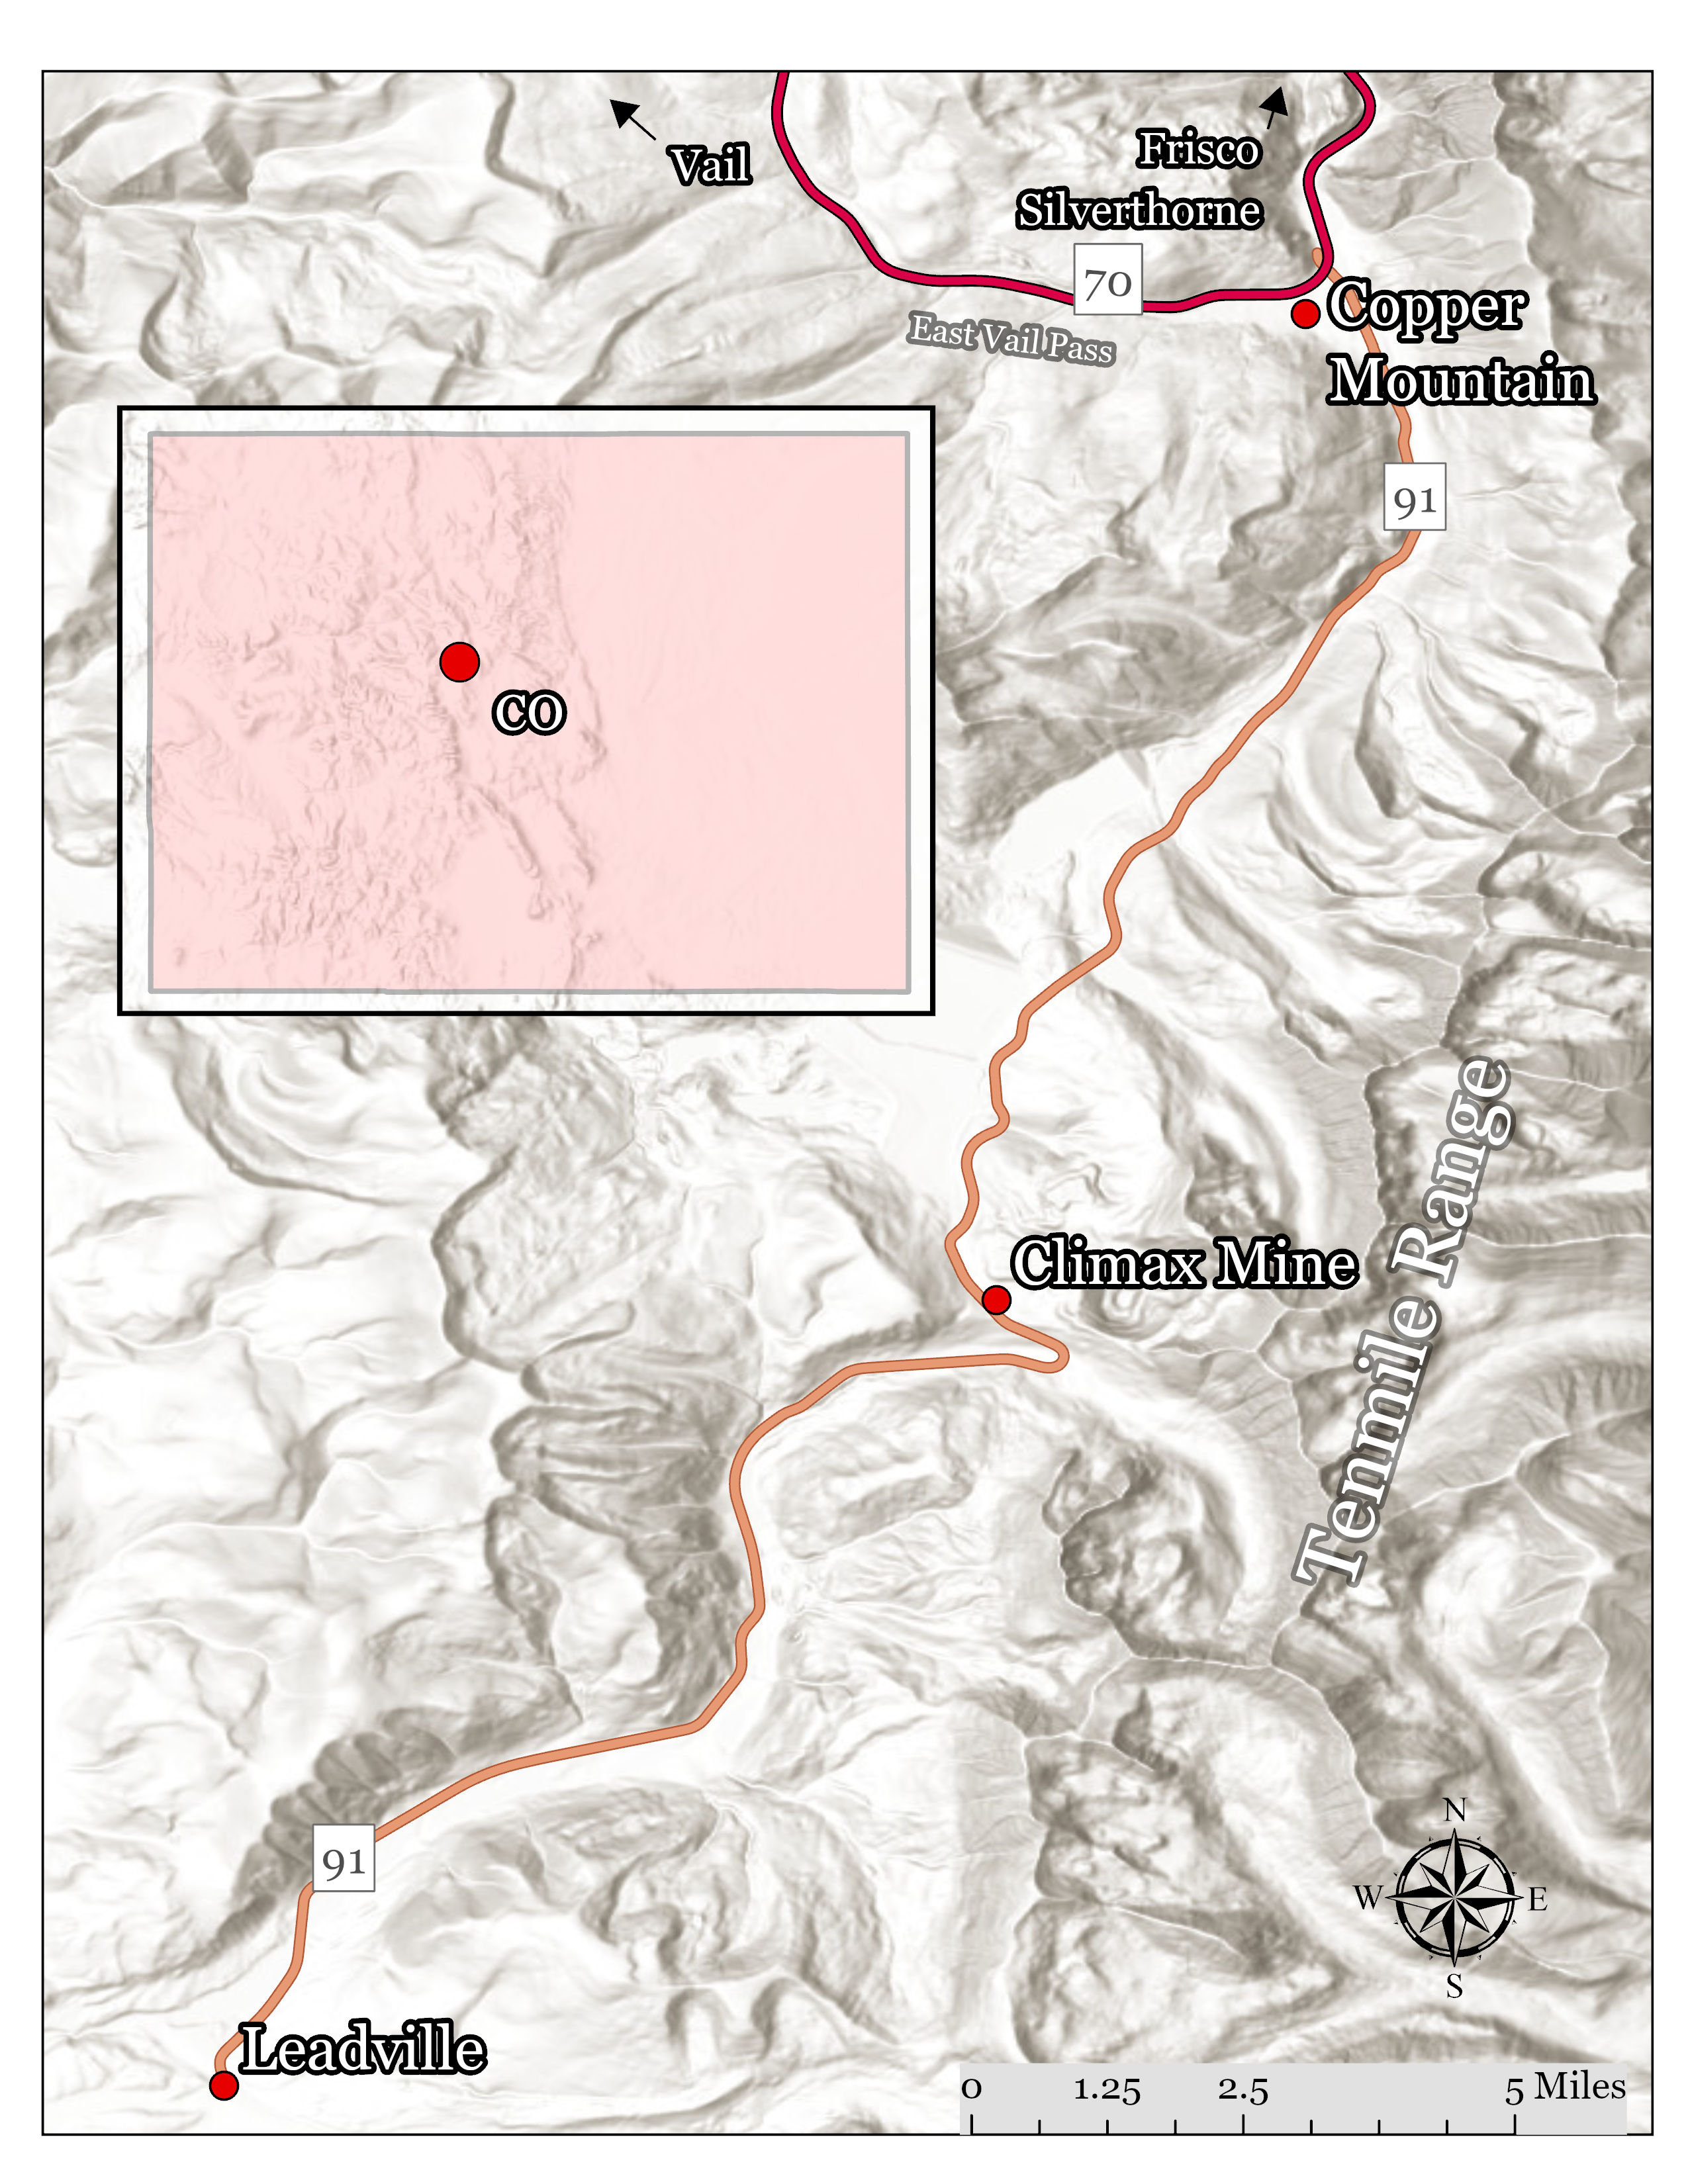 Vail
Frisco
Silverthorne
70
East Vail Pass
Copper
Mountain
91
CO
Climax Mine
Tenmile Range
91
N
W
E
S
Leadville
0 1.25 2.5 5 Miles